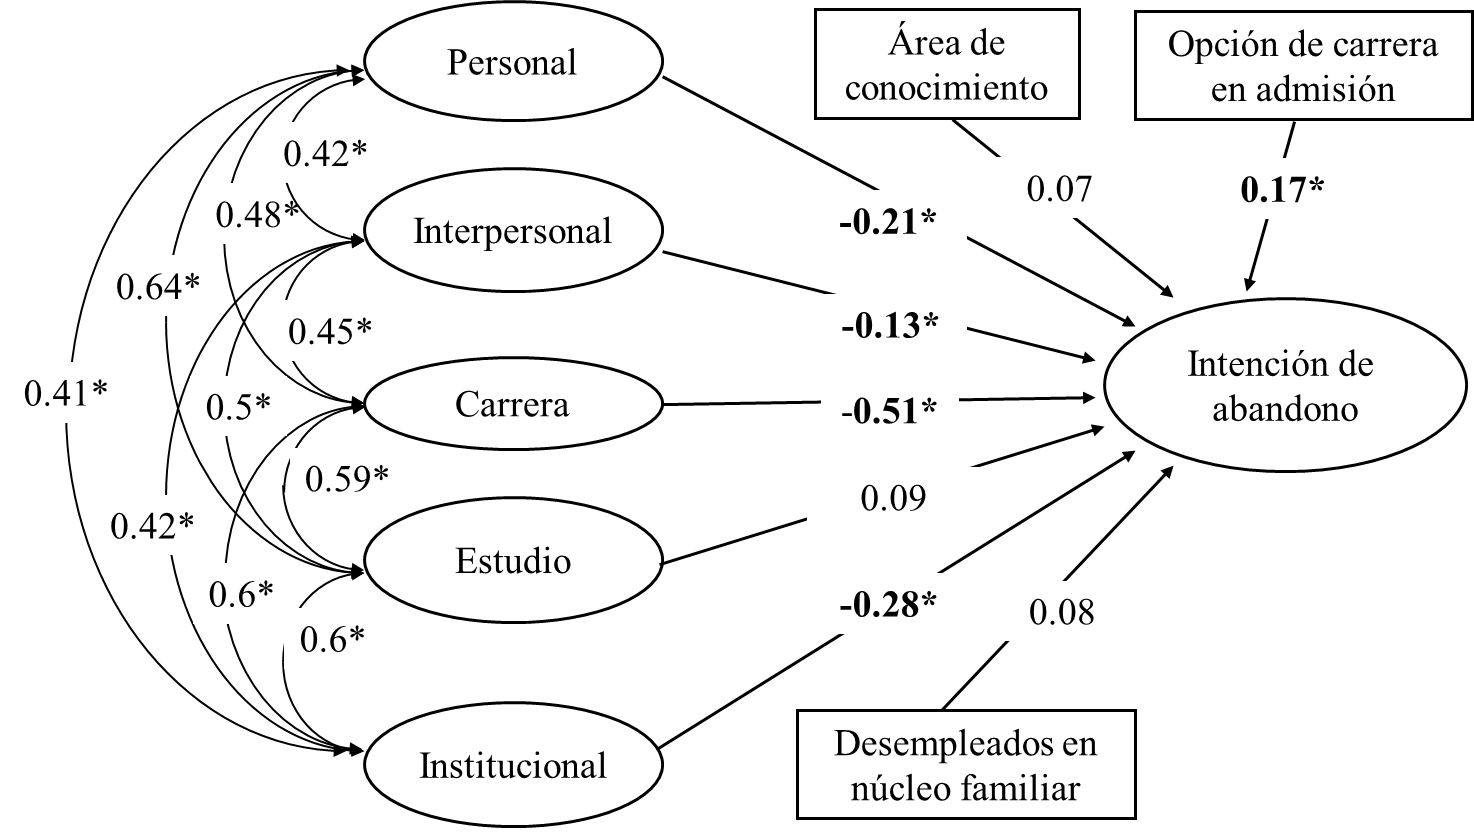 Personal
Área de
conocimiento
Opción de carrera
en admisión
0.42*
0.48*
0.64*
0.41*
Interpersonal
-0.21*
0.07
0.17*
0.45*
0.5*
-0.13*
Carrera
-0.51*
Intención de
abandono
0.59*
0.42*
0.09
Estudio
0.6*
0.6*
-0.28*
0.08
Institucional
Desempleados en
núcleo familiar